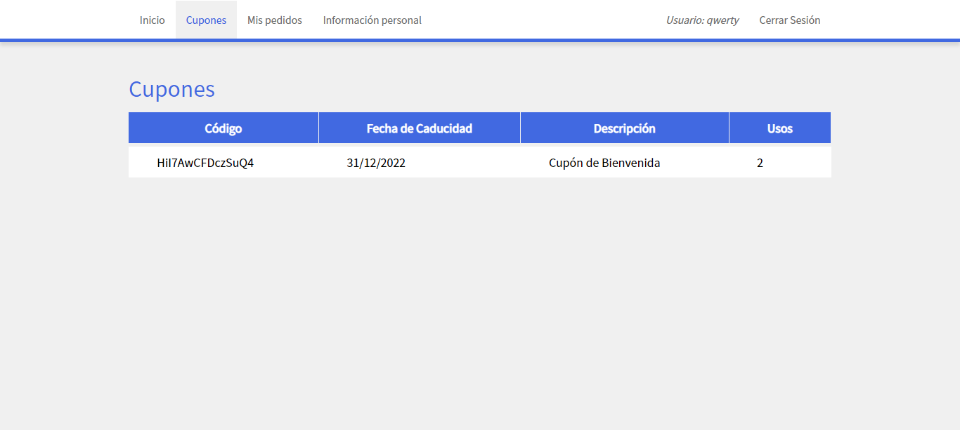 Inicio Cupones Mis pedidos Información personal Usuario: qwerty Cerrar Sesión
Cupones
Código Fecha de Caducidad Descripción Usos
HiI7AwCFDczSuQ4 31/12/2022 Cupón de Bienvenida 2